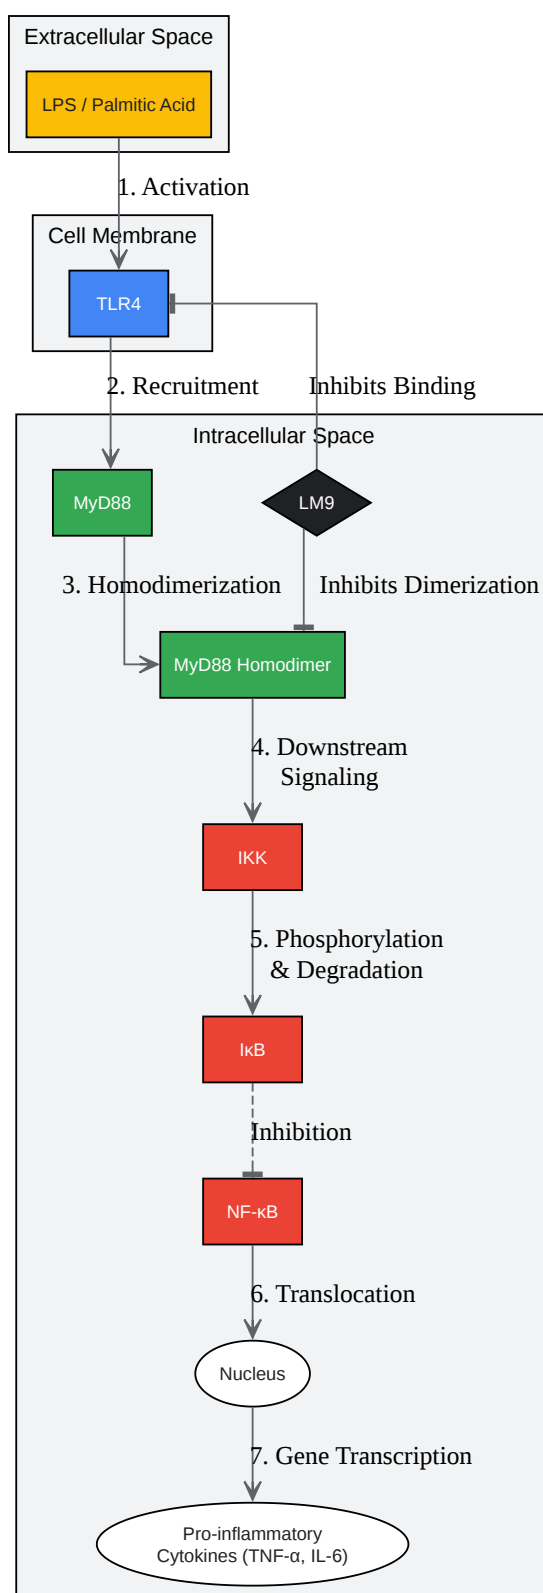 Extracellular Space
LPS / Palmitic Acid
1. Activation
Cell Membrane
TLR4
2. Recruitment
Inhibits Binding
Intracellular Space
MyD88
LM9
3. Homodimerization
Inhibits Dimerization
MyD88 Homodimer
4. Downstream
Signaling
IKK
5. Phosphorylation
& Degradation
IκB
Inhibition
NF-κB
6. Translocation
Nucleus
7. Gene Transcription
Pro-inflammatory
Cytokines (TNF-α, IL-6)